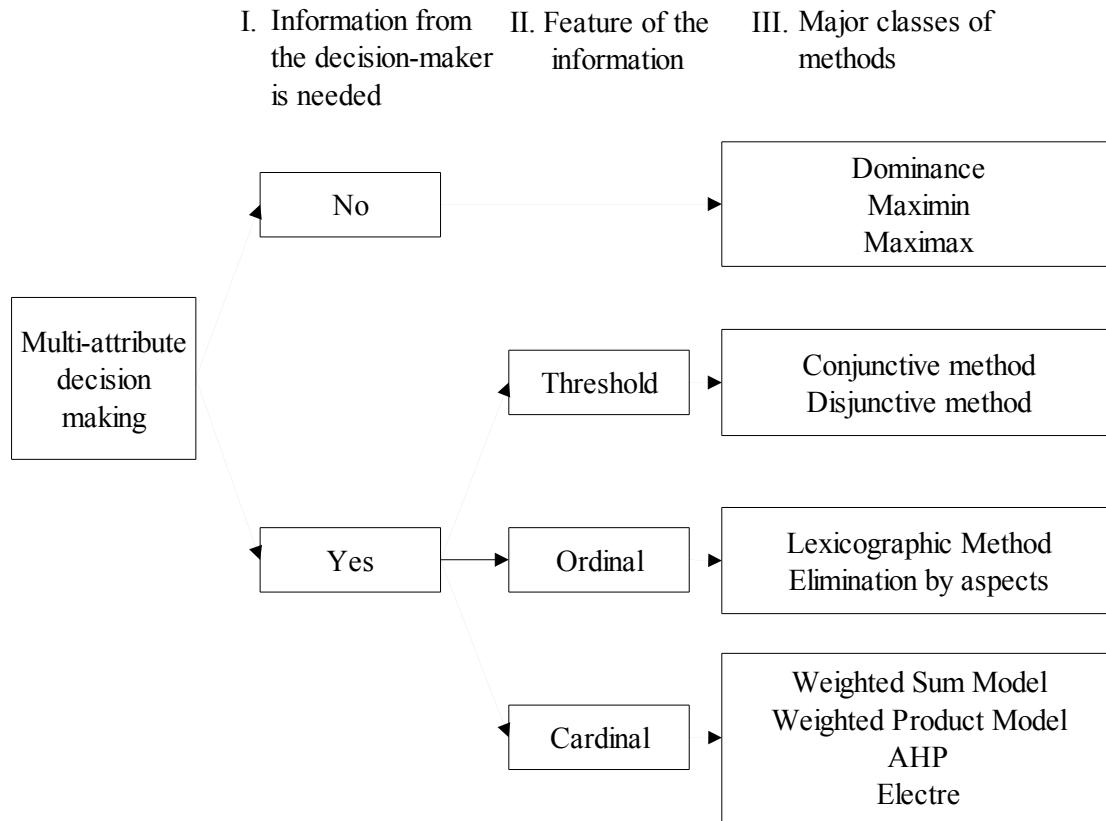 I. Information from
the decision-maker
is needed
II. Feature of the
information
III. Major classes of
methods
Multi-attribute
decision
making
No
Dominance
Maximin
Maximax
Yes
Threshold
Conjunctive method
Disjunctive method
Ordinal
Lexicographic Method
Elimination by aspects
Cardinal
Weighted Sum Model
Weighted Product Model
AHP
Electre